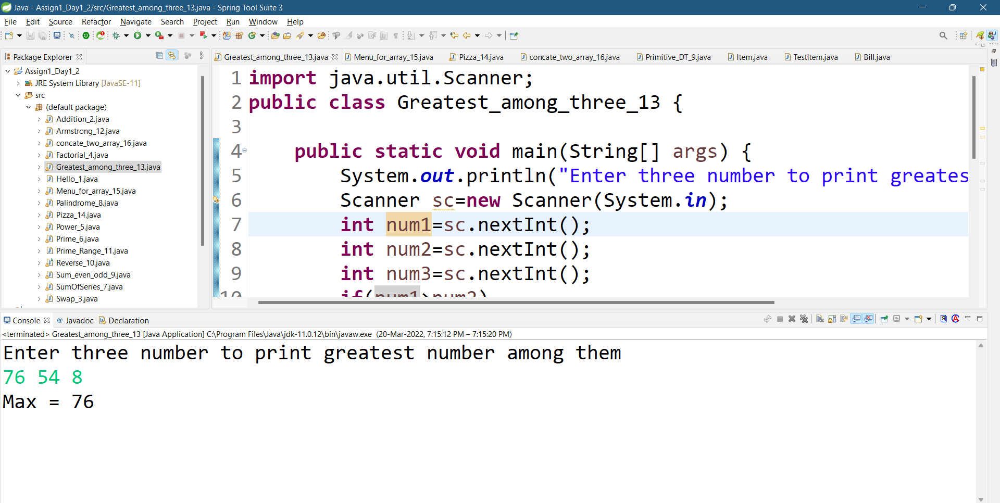 Java - Assign1_Day1_2/src/Greatest_among_three_13.java - Spring Tool Suite 3
File Edit Source Refactor Navigate Search Project Run Window Help
Package Explorer
Assign1_Day1_2
JRE System Library [JavaSE-11]
src
(default package)
Addition_2.java
Armstrong_12.java
concate_two_array_16.java
Factorial_4.java
Greatest_among_three_13.java
Hello_1.java
Menu_for_array_15.java
Palindrome_8.java
Pizza_14.java
Power_5.java
Prime_6.java
Prime_Range_11.java
Reverse_10.java
Sum_even_odd_9.java
SumOfSeries_7.java
Swap_3.java
Greatest_among_three_13.java Menu_for_array_15.java Pizza_14.java concate_two_array_16.java Primitive_DT_9.java Item.java TestItem.java Bill.java
1 import java.util.Scanner;
2 public class Greatest_among_three_13 {
3
4 public static void main(String[] args) {
5 System.out.println("Enter three number to print greates
6 Scanner sc=new Scanner(System.in);
7 int num1=sc.nextInt();
8 int num2=sc.nextInt();
9 int num3=sc.nextInt();
10 if(num1>num2)
Console Javadoc Declaration
<terminated> Greatest_among_three_13 [Java Application] C:\Program Files\Java\jdk-11.0.12\bin\javaw.exe (20-Mar-2022, 7:15:12 PM – 7:15:20 PM)
Enter three number to print greatest number among them
76 54 8
Max = 76